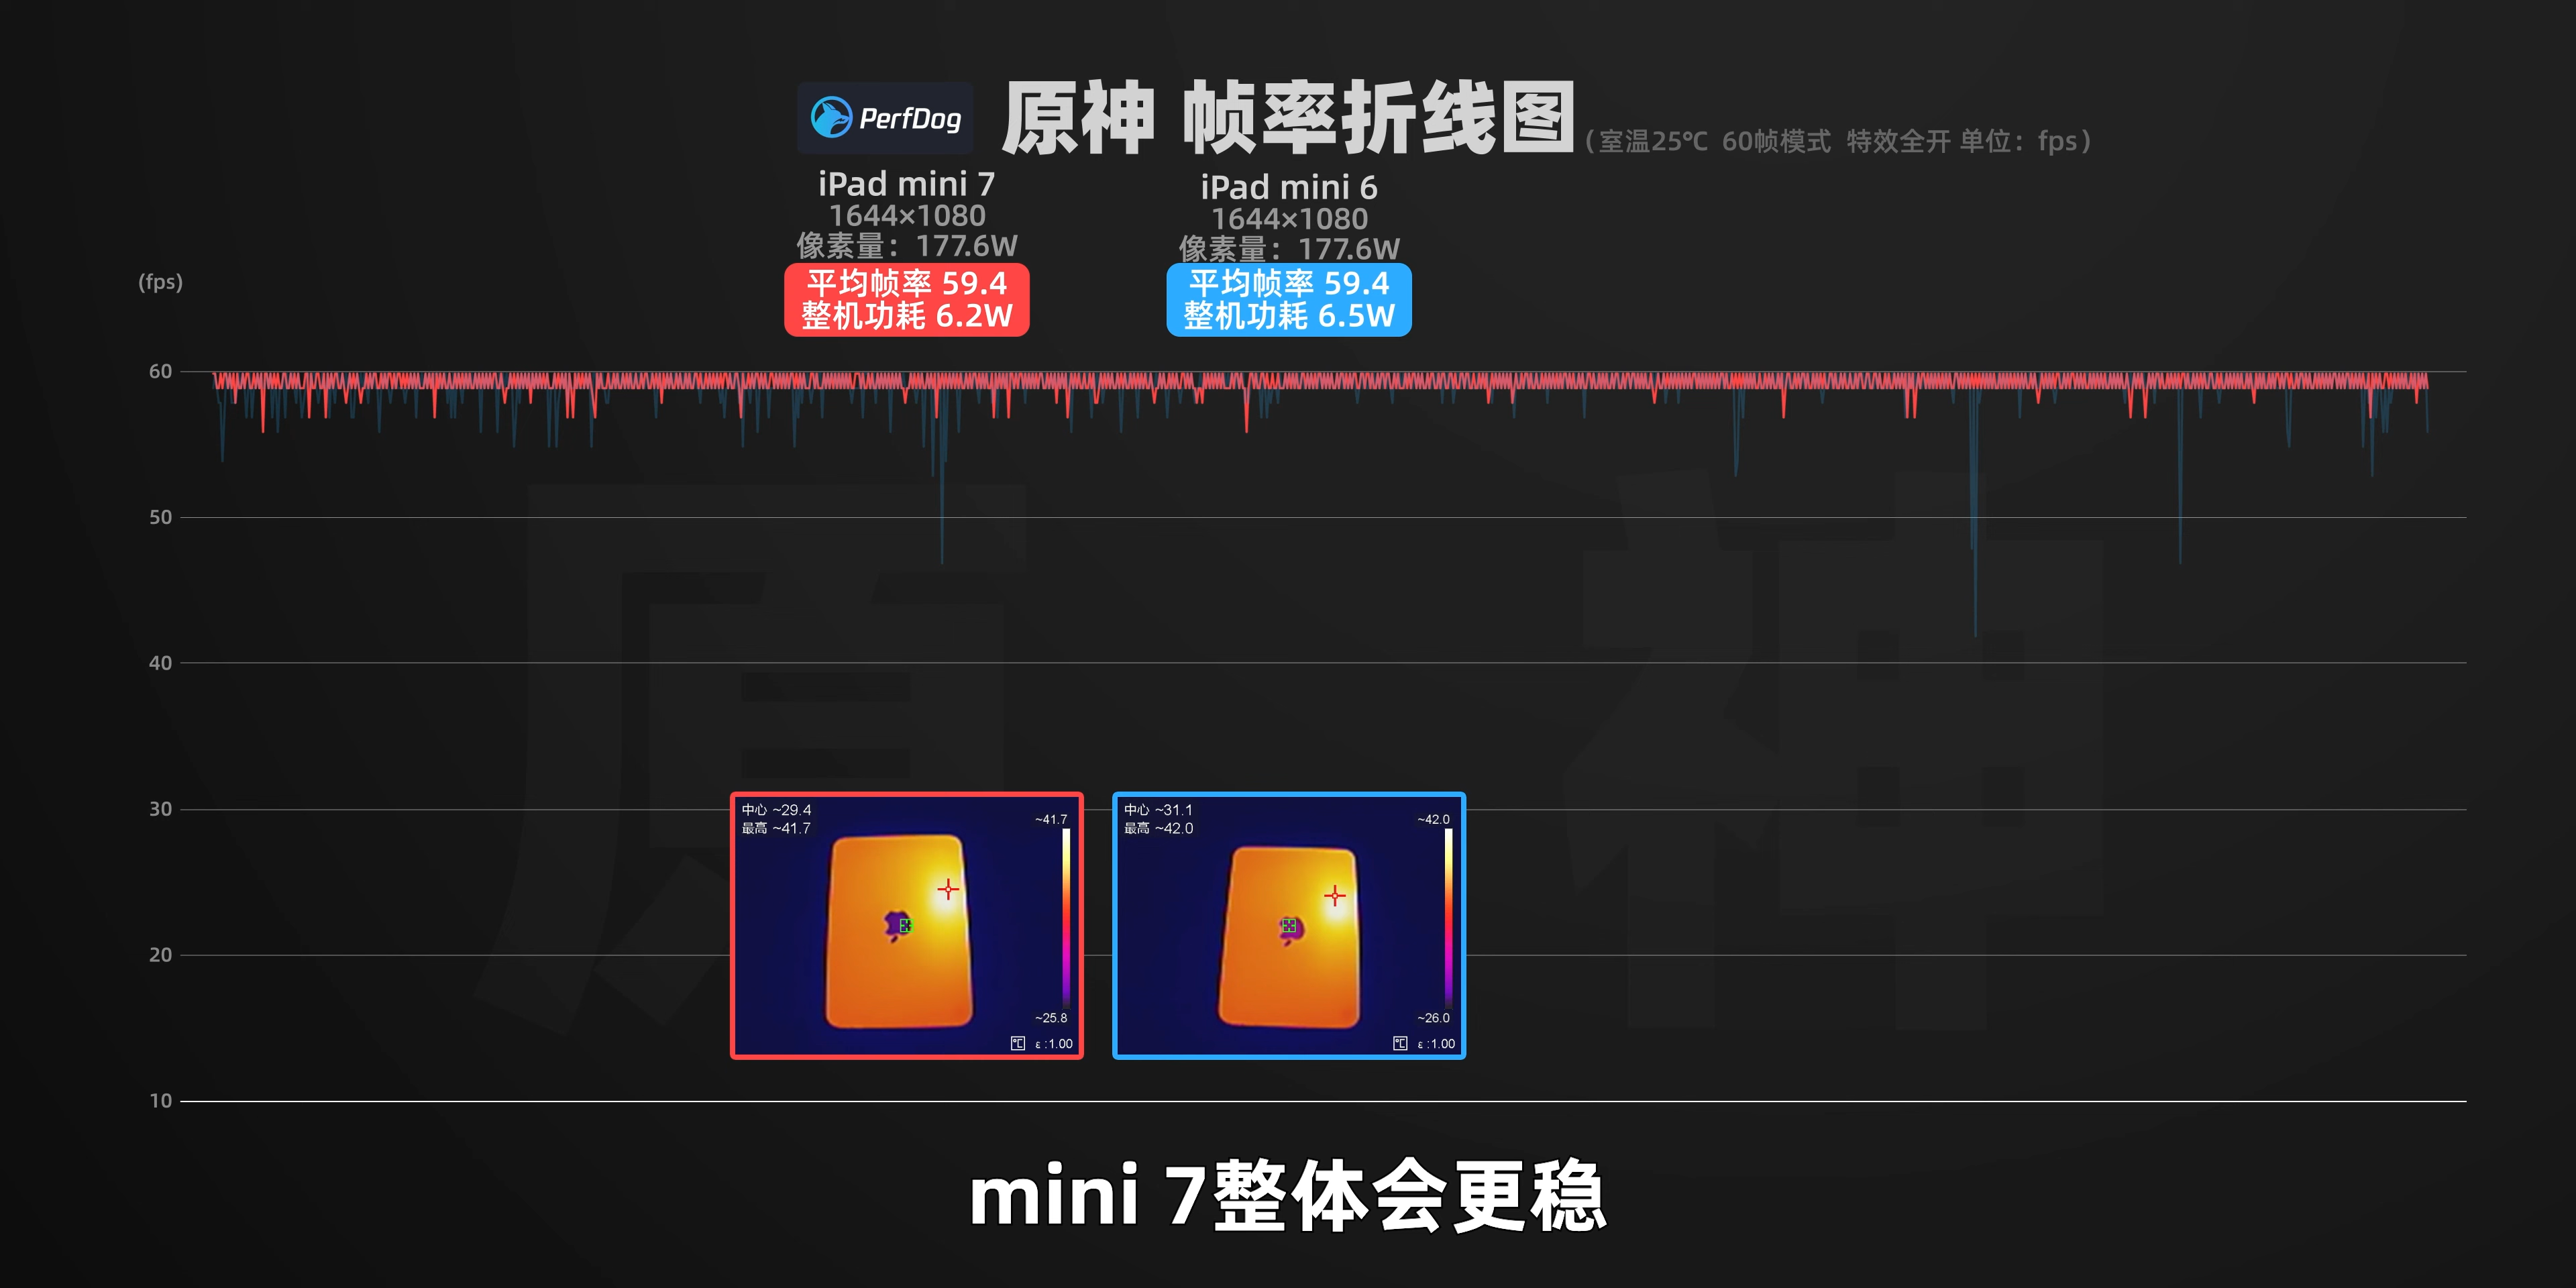 PerfDog 原神 帧率折线图 (室温25℃ 60帧模式 特效全开 单位：fps)
iPad mini 7
1644×1080
像素量：177.6W
平均帧率 59.4
整机功耗 6.2W
iPad mini 6
1644×1080
像素量：177.6W
平均帧率 59.4
整机功耗 6.5W
(fps)
60
50
40
30
20
10
原神
中心 ~29.4
最高 ~41.7
~41.7
~25.8
℃ ε :1.00
中心 ~31.1
最高 ~42.0
~42.0
~26.0
℃ ε :1.00
mini 7整体会更稳